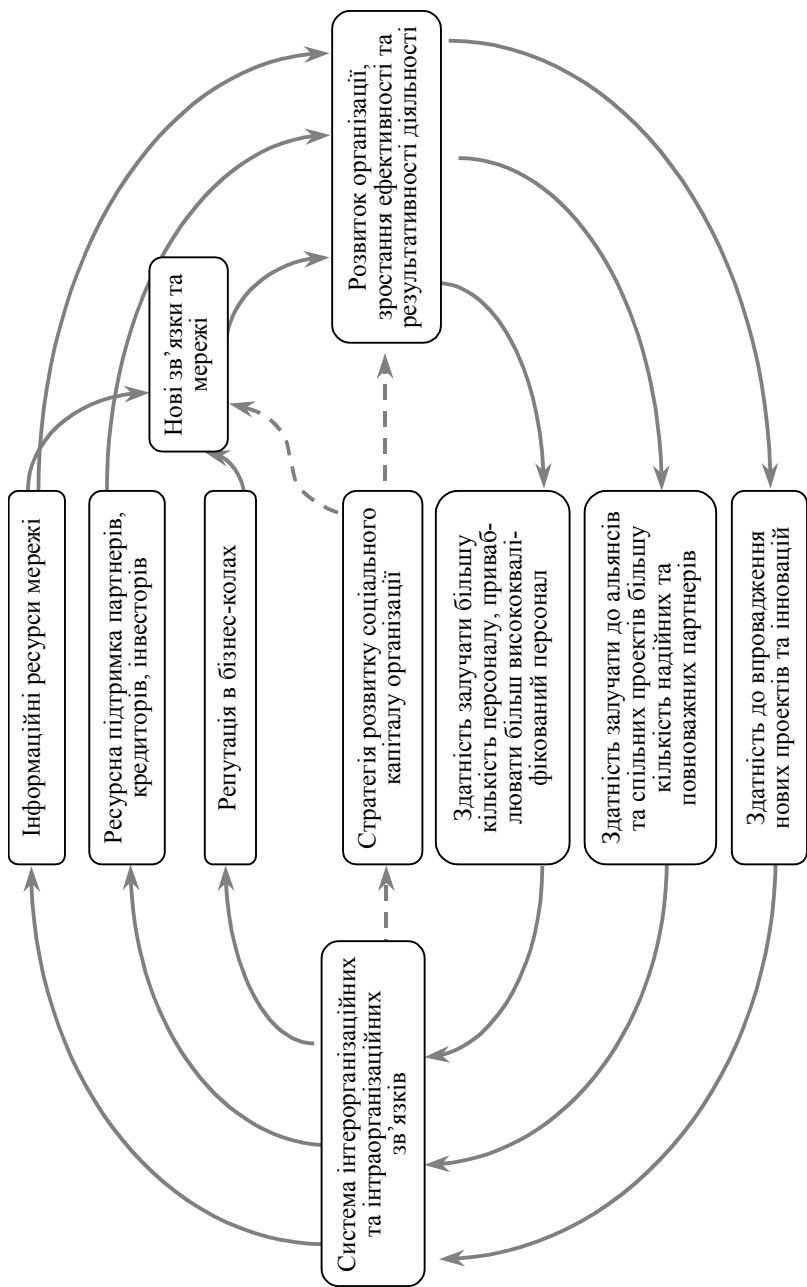 Інформаційні ресурси мережі
Ресурсна підтримка партнерів,
кредиторів, інвесторів
Репутація в бізнес-колах
Нові зв’язки та
мережі
Система інтерорганізаційних
та інтраорганізаційних
зв’язків
Стратегія розвитку соціального
капіталу організації
Розвиток організації,
зростання ефективності та
результативності діяльності
Здатність залучати більшу
кількість персоналу, приваб-
лювати більш висококвалі-
фікований персонал
Здатність залучати до альянсів
та спільних проектів більшу
кількість надійних та
повноважних партнерів
Здатність до впровадження
нових проектів та інновацій